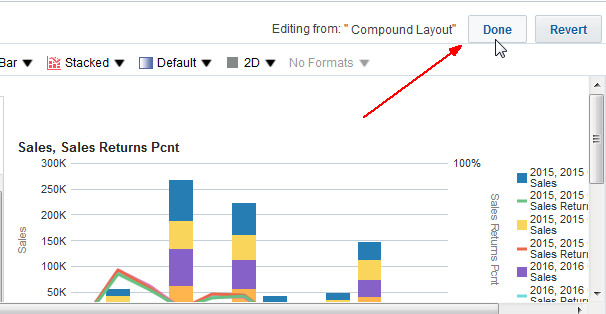 Editing from: " Compound Layout" Done Revert
Bar Stacked Default 2D No Formats
Sales, Sales Returns Pcnt
300K
250K
200K
150K
100K
50K
Sales
100%
Sales Returns Pcnt
2015, 2015
Sales
2015, 2015
Sales Return
2015, 2015
Sales
2015, 2015
Sales Return
2016, 2016
Sales
2016, 2016
Sales Return